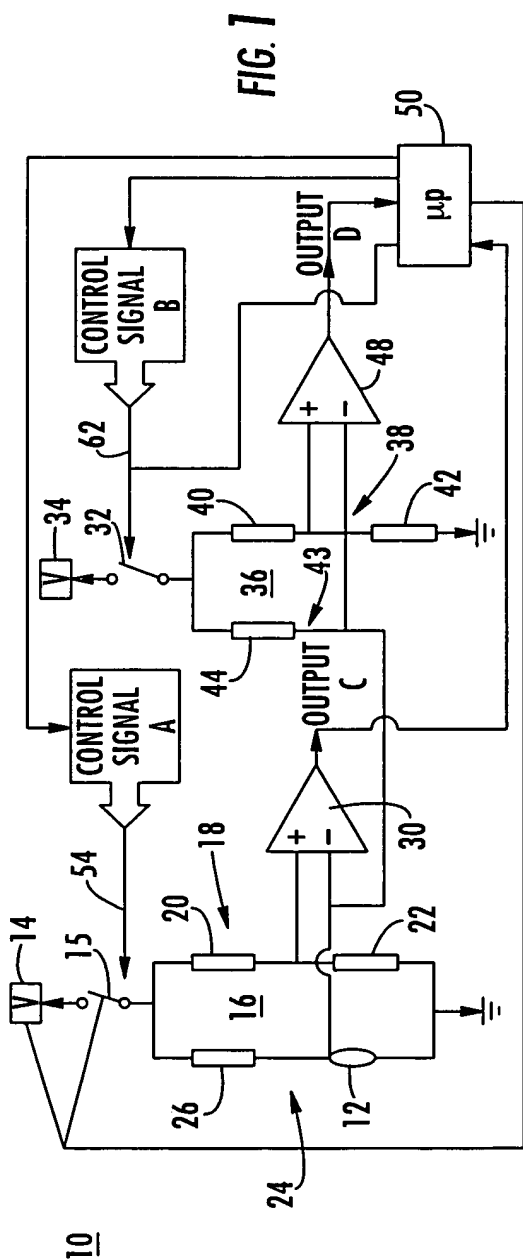 FIG. 1
10
14
V
15
54
CONTROL
SIGNAL
A
34
V
32
62
CONTROL
SIGNAL
B
50
μp
18
20
16
26
24
12
22
+
−
30
OUTPUT
C
44
43
36
40
38
42
+
−
48
OUTPUT
D